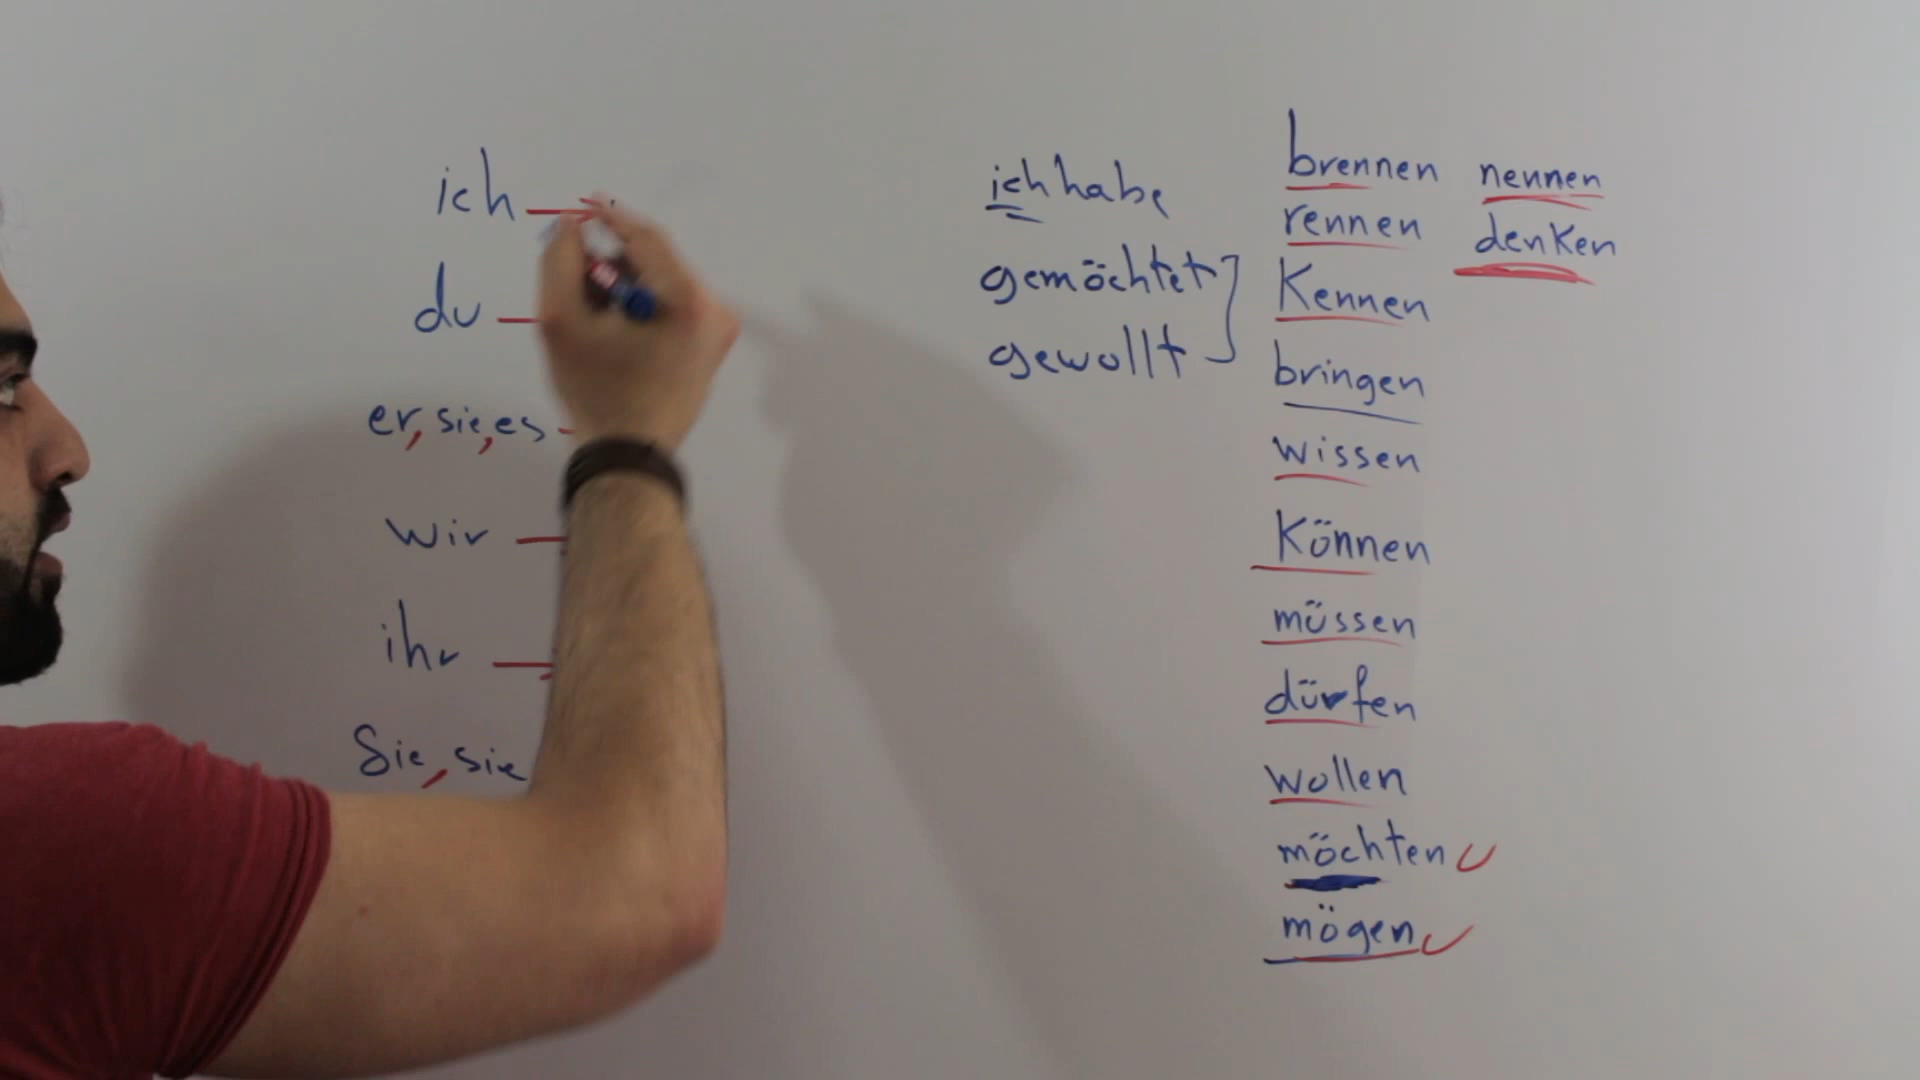 ich
du
er, sie, es
wir
ihr
Sie, sie
ich habe
gemöchtet
gewollt
brennen
rennen
Kennen
bringen
wissen
Können
müssen
dürfen
wollen
möchten
mögen
nennen
denken